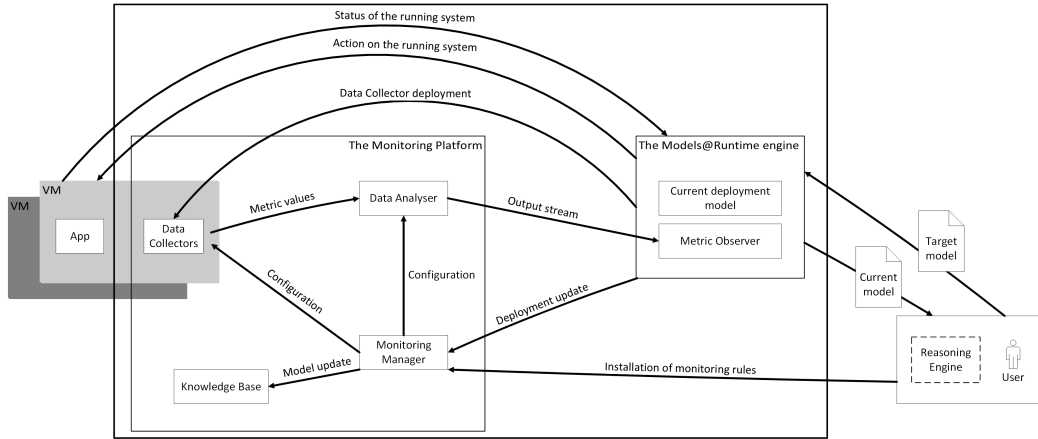 Status of the running system
Action on the running system
Data Collector deployment
The Monitoring Platform
The Models@Runtime engine
VM
VM
App
Data
Collectors
Metric values
Data Analyser
Output stream
Current deployment
model
Metric Observer
Target
model
Current
model
Configuration
Configuration
Deployment update
Monitoring
Manager
Model update
Knowledge Base
Installation of monitoring rules
Reasoning
Engine
User